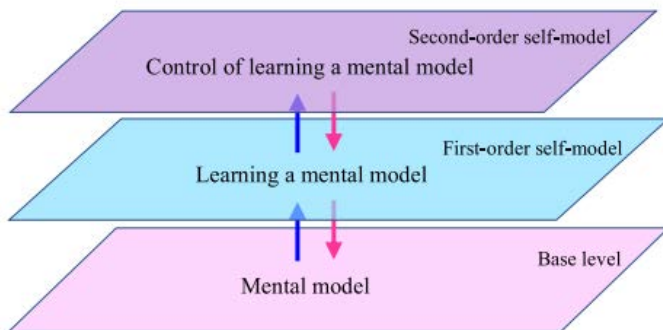 Second-order self-model
Control of learning a mental model
First-order self-model
Learning a mental model
Base level
Mental model